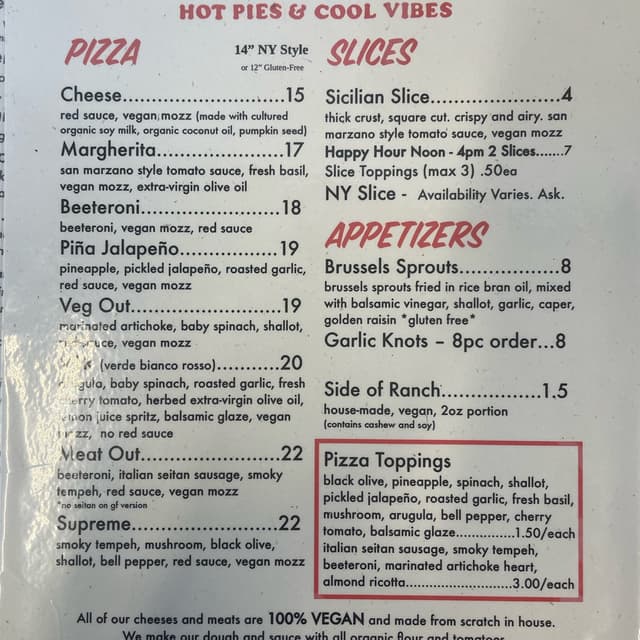 HOT PIES & COOL VIBES
PIZZA
14" NY Style
or 12" Gluten-Free
Cheese.......................15
red sauce, vegan mozz (made with cultured
organic soy milk, organic coconut oil, pumpkin seed)
Margherita..................17
san marzano style tomato sauce, fresh basil,
vegan mozz, extra-virgin olive oil
Beeteroni....................18
beeteroni, vegan mozz, red sauce
Piña Jalapeño..............19
pineapple, pickled jalapeño, roasted garlic,
red sauce, vegan mozz
Veg Out.....................19
marinated artichoke, baby spinach, shallot,
sauce, vegan mozz
(verde bianco rosso)...........20
baby spinach, roasted garlic, fresh
cherry tomato, herbed extra-virgin olive oil,
lemon juice spritz, balsamic glaze, vegan
mozz, no red sauce
Meat Out....................22
beeteroni, italian seitan sausage, smoky
tempeh, red sauce, vegan mozz
*no seitan on gf version
Supreme.....................22
smoky tempeh, mushroom, black olive,
shallot, bell pepper, red sauce, vegan mozz
SLICES
Sicilian Slice....................4
thick crust, square cut. crispy and airy. san
marzano style tomato sauce, vegan mozz
Happy Hour Noon - 4pm 2 Slices.......7
Slice Toppings (max 3) .50ea
NY Slice - Availability Varies. Ask.
APPETIZERS
Brussels Sprouts...............8
brussels sprouts fried in rice bran oil, mixed
with balsamic vinegar, shallot, garlic, caper,
golden raisin *gluten free*
Garlic Knots – 8pc order...8
Side of Ranch...............1.5
house-made, vegan, 2oz portion
(contains cashew and soy)
Pizza Toppings
black olive, pineapple, spinach, shallot,
pickled jalapeño, roasted garlic, fresh basil,
mushroom, arugula, bell pepper, cherry
tomato, balsamic glaze...............1.50/each
italian seitan sausage, smoky tempeh,
beeteroni, marinated artichoke heart,
almond ricotta..........................3.00/each
All of our cheeses and meats are 100% VEGAN and made from scratch in house.
We make our dough and sauce with all organic flour and tomatoes